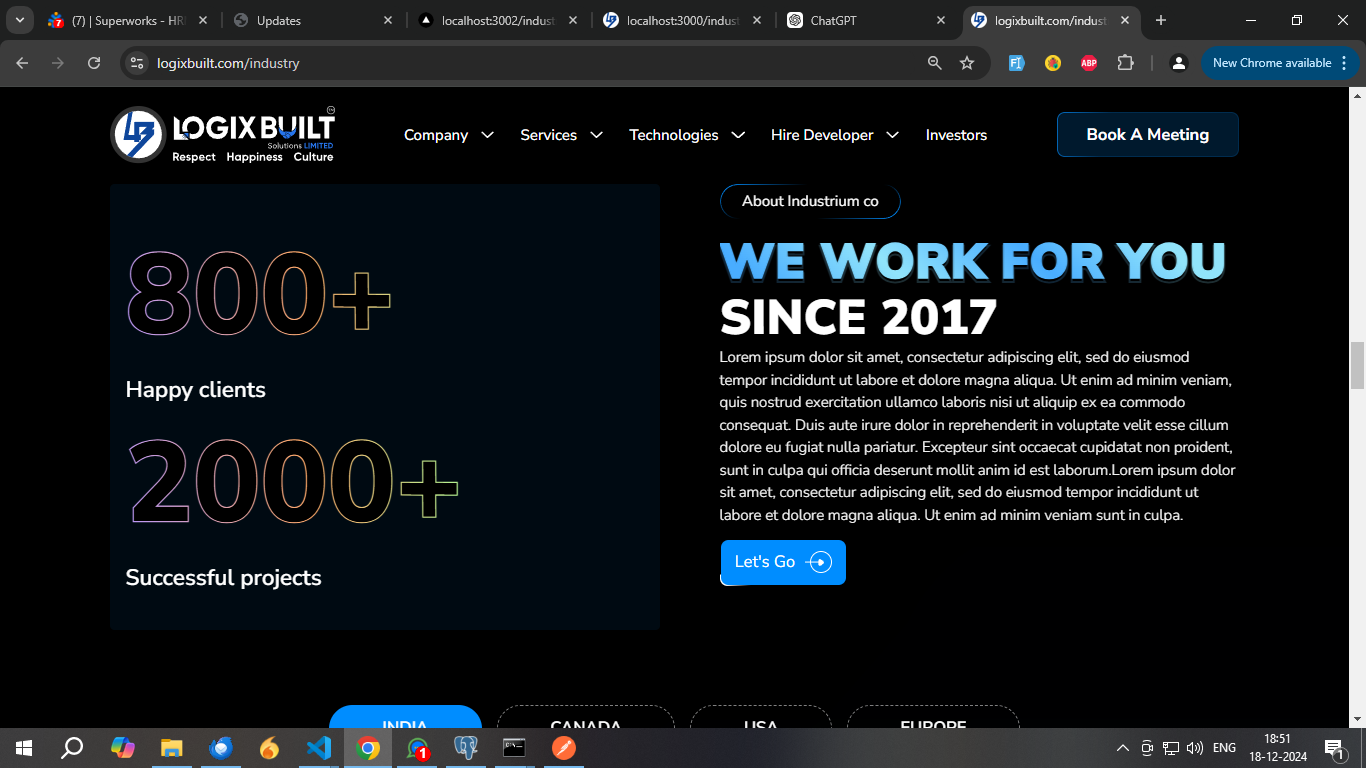 (7) | Superworks - HRM
Updates
localhost:3002/indust
localhost:3000/indust
ChatGPT
logixbuilt.com/indust
logixbuilt.com/industry
New Chrome available
LOGIXBUILT
Solutions LIMITED
Respect Happiness Culture
Company
Services
Technologies
Hire Developer
Investors
Book A Meeting
800+
Happy clients
2000+
Successful projects
About Industrium co
WE WORK FOR YOU
SINCE 2017
Lorem ipsum dolor sit amet, consectetur adipiscing elit, sed do eiusmod
tempor incididunt ut labore et dolore magna aliqua. Ut enim ad minim veniam,
quis nostrud exercitation ullamco laboris nisi ut aliquip ex ea commodo
consequat. Duis aute irure dolor in reprehenderit in voluptate velit esse cillum
dolore eu fugiat nulla pariatur. Excepteur sint occaecat cupidatat non proident,
sunt in culpa qui officia deserunt mollit anim id est laborum.Lorem ipsum dolor
sit amet, consectetur adipiscing elit, sed do eiusmod tempor incididunt ut
labore et dolore magna aliqua. Ut enim ad minim veniam sunt in culpa.
Let's Go
INDIA
CANADA
USA
EUROPE
ENG
18:51
18-12-2024